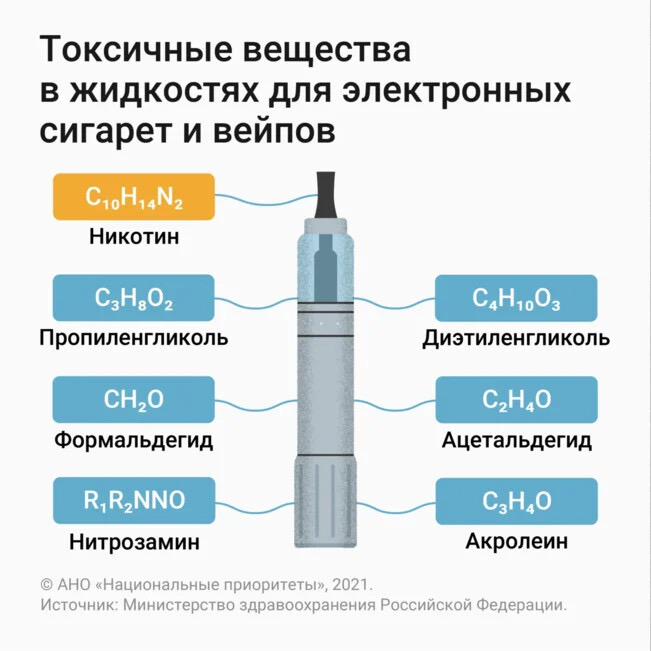 Токсичные вещества
в жидкостях для электронных
сигарет и вейпов
C₁₀H₁₄N₂
Никотин
C₃H₈O₂
Пропиленгликоль
C₄H₁₀O₃
Диэтиленгликоль
CH₂O
Формальдегид
C₂H₄O
Ацетальдегид
R₁R₂NNO
Нитрозамин
C₃H₄O
Акролеин
© АНО «Национальные приоритеты», 2021.
Источник: Министерство здравоохранения Российской Федерации.